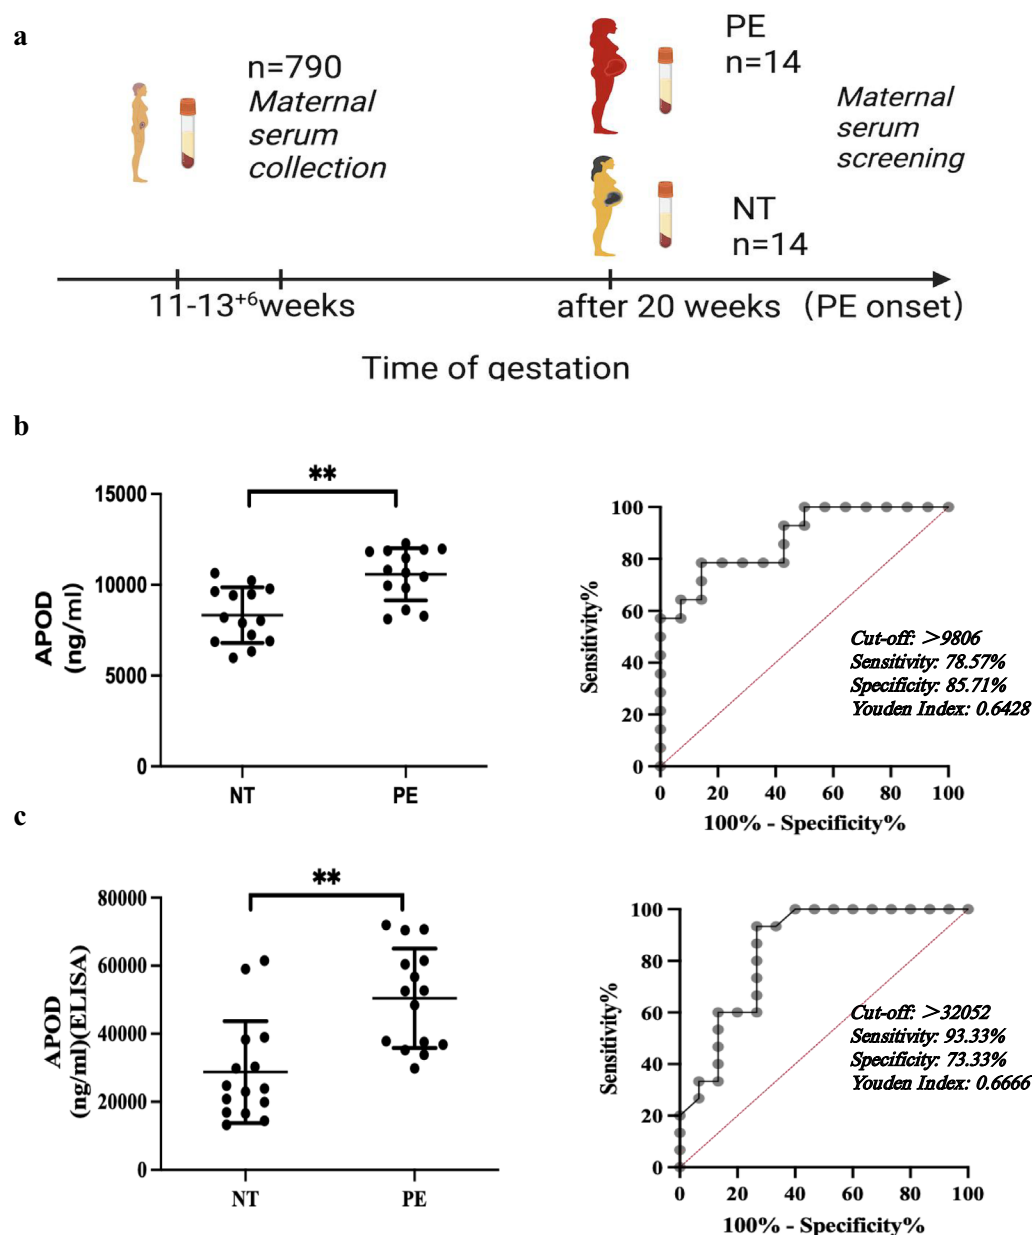 a
n=790
Maternal
serum
collection
PE
n=14
Maternal
serum
screening
NT
n=14
11-13⁺⁶weeks
after 20 weeks（PE onset）
Time of gestation
b
**
APOD
(ng/ml)
15000
10000
5000
0
NT
PE
Sensitivity%
100
80
60
40
20
0
Cut-off: ＞9806
Sensitivity: 78.57%
Specificity: 85.71%
Youden Index: 0.6428
0
20
40
60
80
100
100% - Specificity%
c
**
APOD
(ng/ml)(ELISA)
80000
60000
40000
20000
0
NT
PE
Sensitivity%
100
80
60
40
20
0
Cut-off: ＞32052
Sensitivity: 93.33%
Specificity: 73.33%
Youden Index: 0.6666
0
20
40
60
80
100
100% - Specificity%